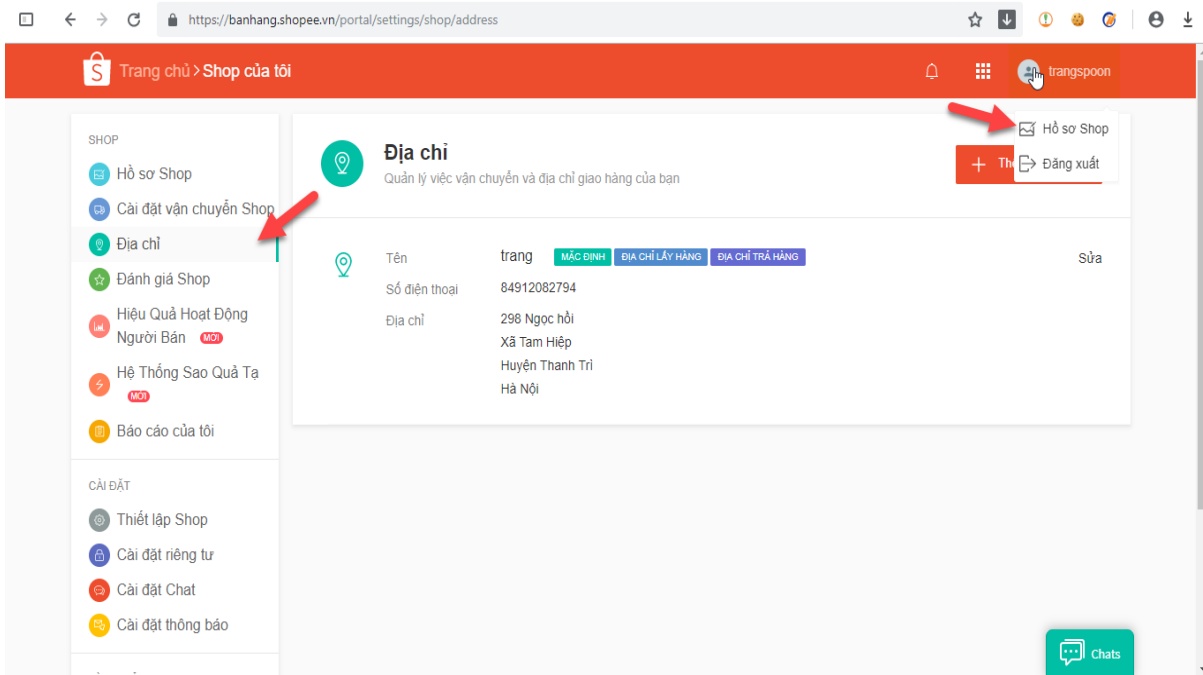 https://banhang.shopee.vn/portal/settings/shop/address
Trang chủ > Shop của tôi
trangspoon
Hồ sơ Shop
Đăng xuất
SHOP
Hồ sơ Shop
Cài đặt vận chuyển Shop
Địa chỉ
Đánh giá Shop
Hiệu Quả Hoạt Động
Người Bán MỚI
Hệ Thống Sao Quả Tạ
MỚI
Báo cáo của tôi
CÀI ĐẶT
Thiết lập Shop
Cài đặt riêng tư
Cài đặt Chat
Cài đặt thông báo
Địa chỉ
Quản lý việc vận chuyển và địa chỉ giao hàng của bạn
Tên trang MẶC ĐỊNH ĐỊA CHỈ LẤY HÀNG ĐỊA CHỈ TRẢ HÀNG Sửa
Số điện thoại 84912082794
Địa chỉ 298 Ngọc hồi
Xã Tam Hiệp
Huyện Thanh Trì
Hà Nội
Chats